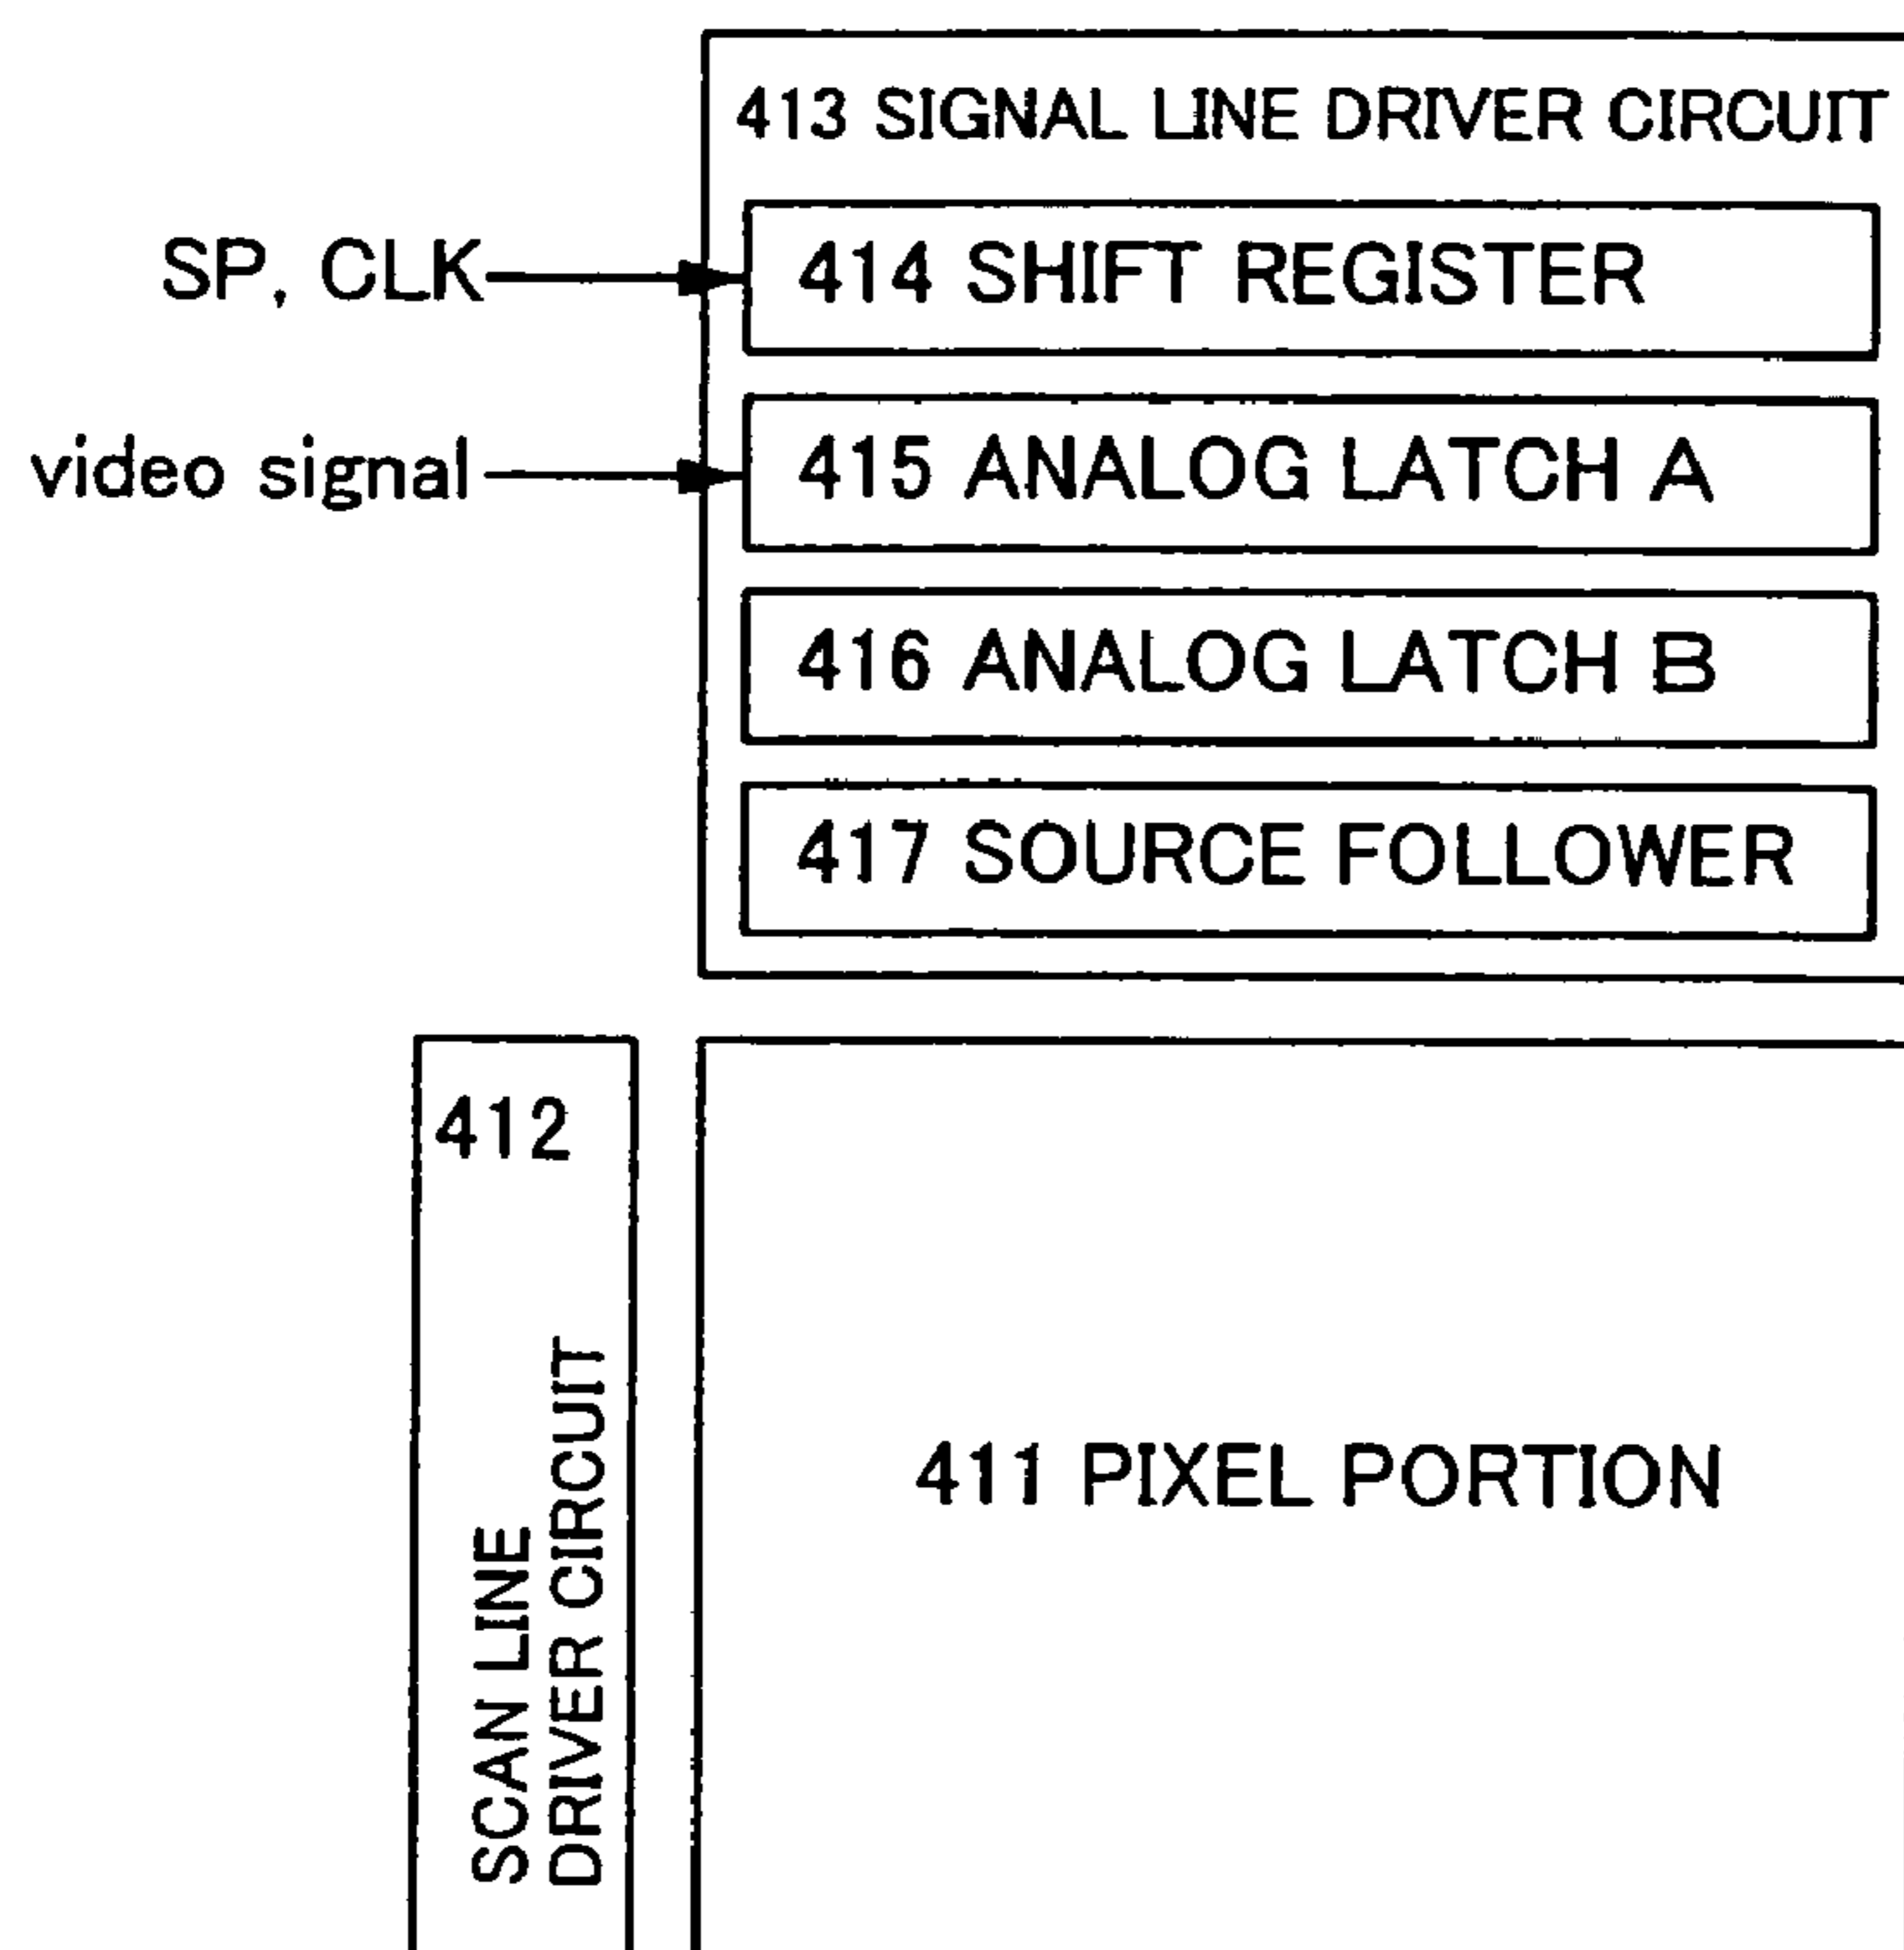 413 SIGNAL LINE DRIVER CIRCUIT
SP, CLK
414 SHIFT REGISTER
video signal
415 ANALOG LATCH A
416 ANALOG LATCH B
417 SOURCE FOLLOWER
412
SCAN LINE
DRIVER CIRCUIT
411 PIXEL PORTION